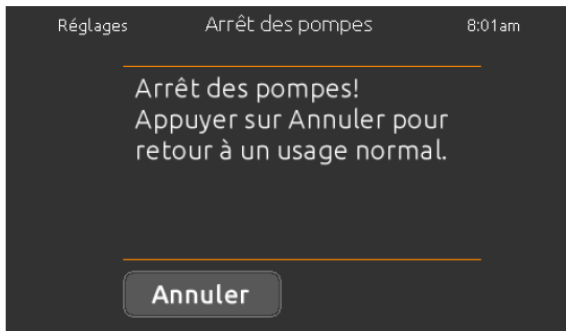 Réglages Arrêt des pompes 8:01am
Arrêt des pompes!
Appuyer sur Annuler pour
retour à un usage normal.
Annuler